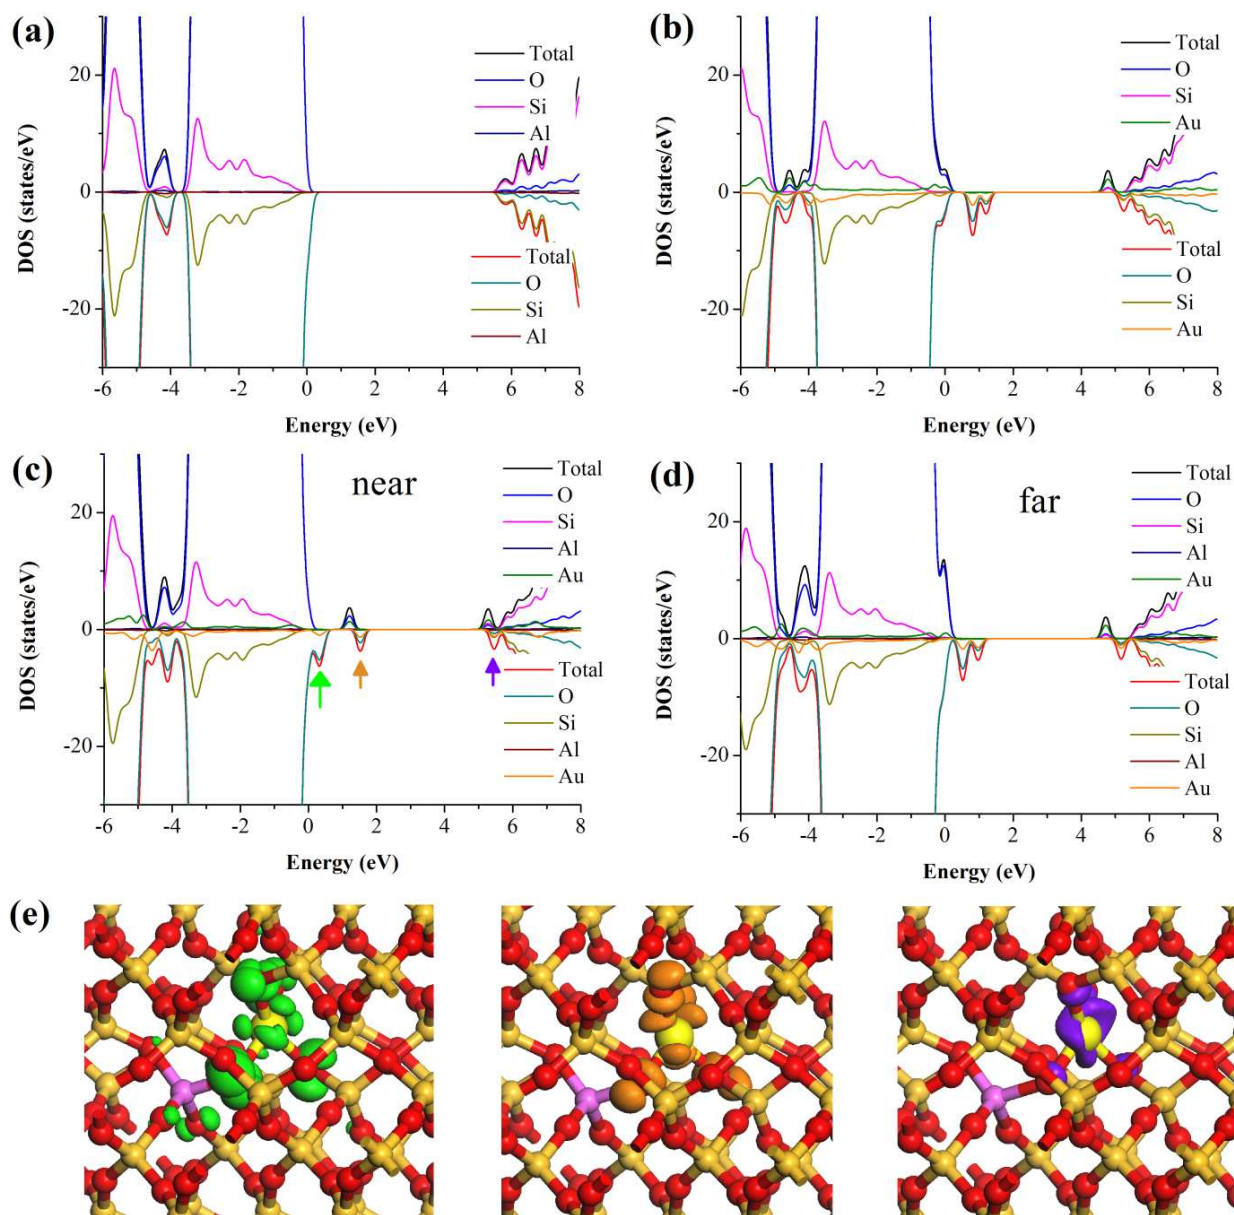 (a)
DOS (states/eV)
20
0
-20
Total
O
Si
Al
Total
O
Si
Al
-6 -4 -2 0 2 4 6 8
Energy (eV)
(b)
DOS (states/eV)
20
0
-20
Total
O
Si
Au
Total
O
Si
Au
-6 -4 -2 0 2 4 6 8
Energy (eV)
(c)
near
DOS (states/eV)
20
0
-20
Total
O
Si
Al
Au
Total
O
Si
Al
Au
-6 -4 -2 0 2 4 6 8
Energy (eV)
(d)
far
DOS (states/eV)
20
0
-20
Total
O
Si
Al
Au
Total
O
Si
Al
Au
-6 -4 -2 0 2 4 6 8
Energy (eV)
(e)